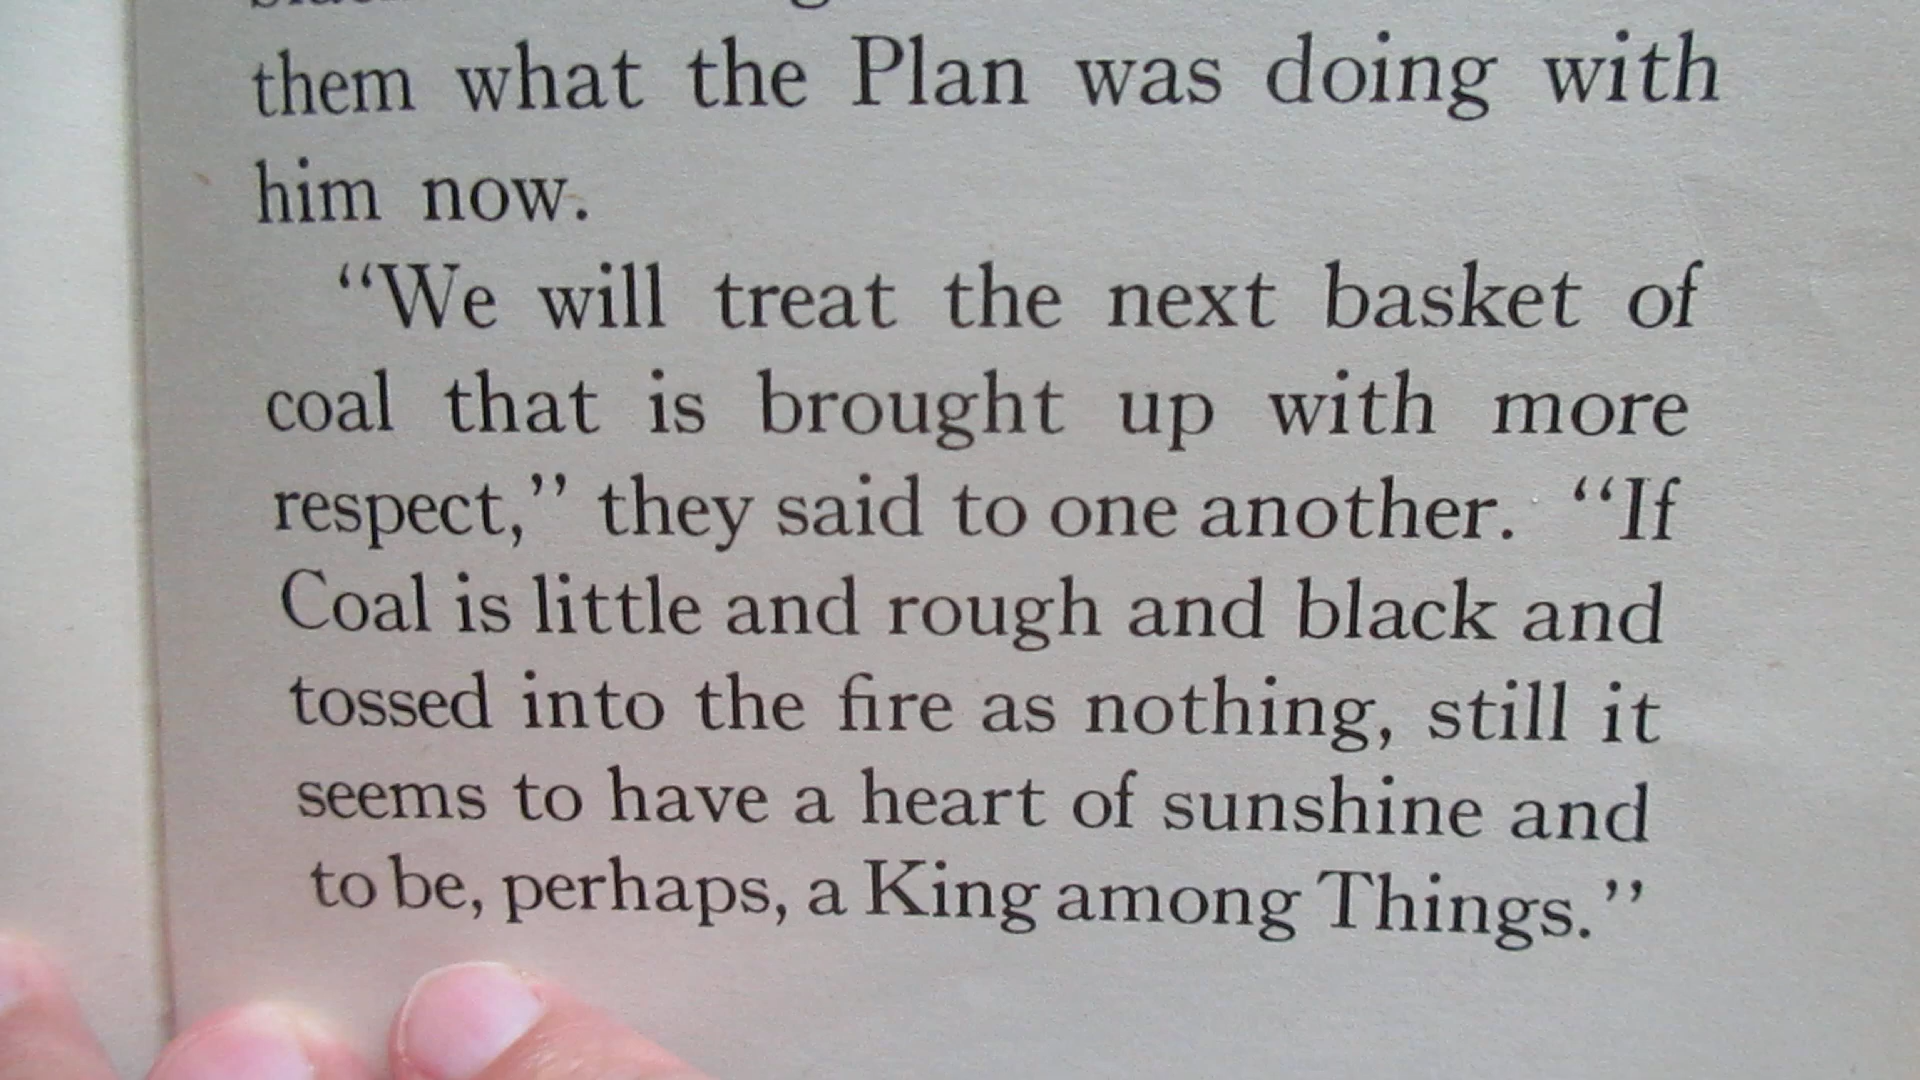 them what the Plan was doing with
him now.
“We will treat the next basket of
coal that is brought up with more
respect,” they said to one another. “If
Coal is little and rough and black and
tossed into the fire as nothing, still it
seems to have a heart of sunshine and
to be, perhaps, a King among Things.”